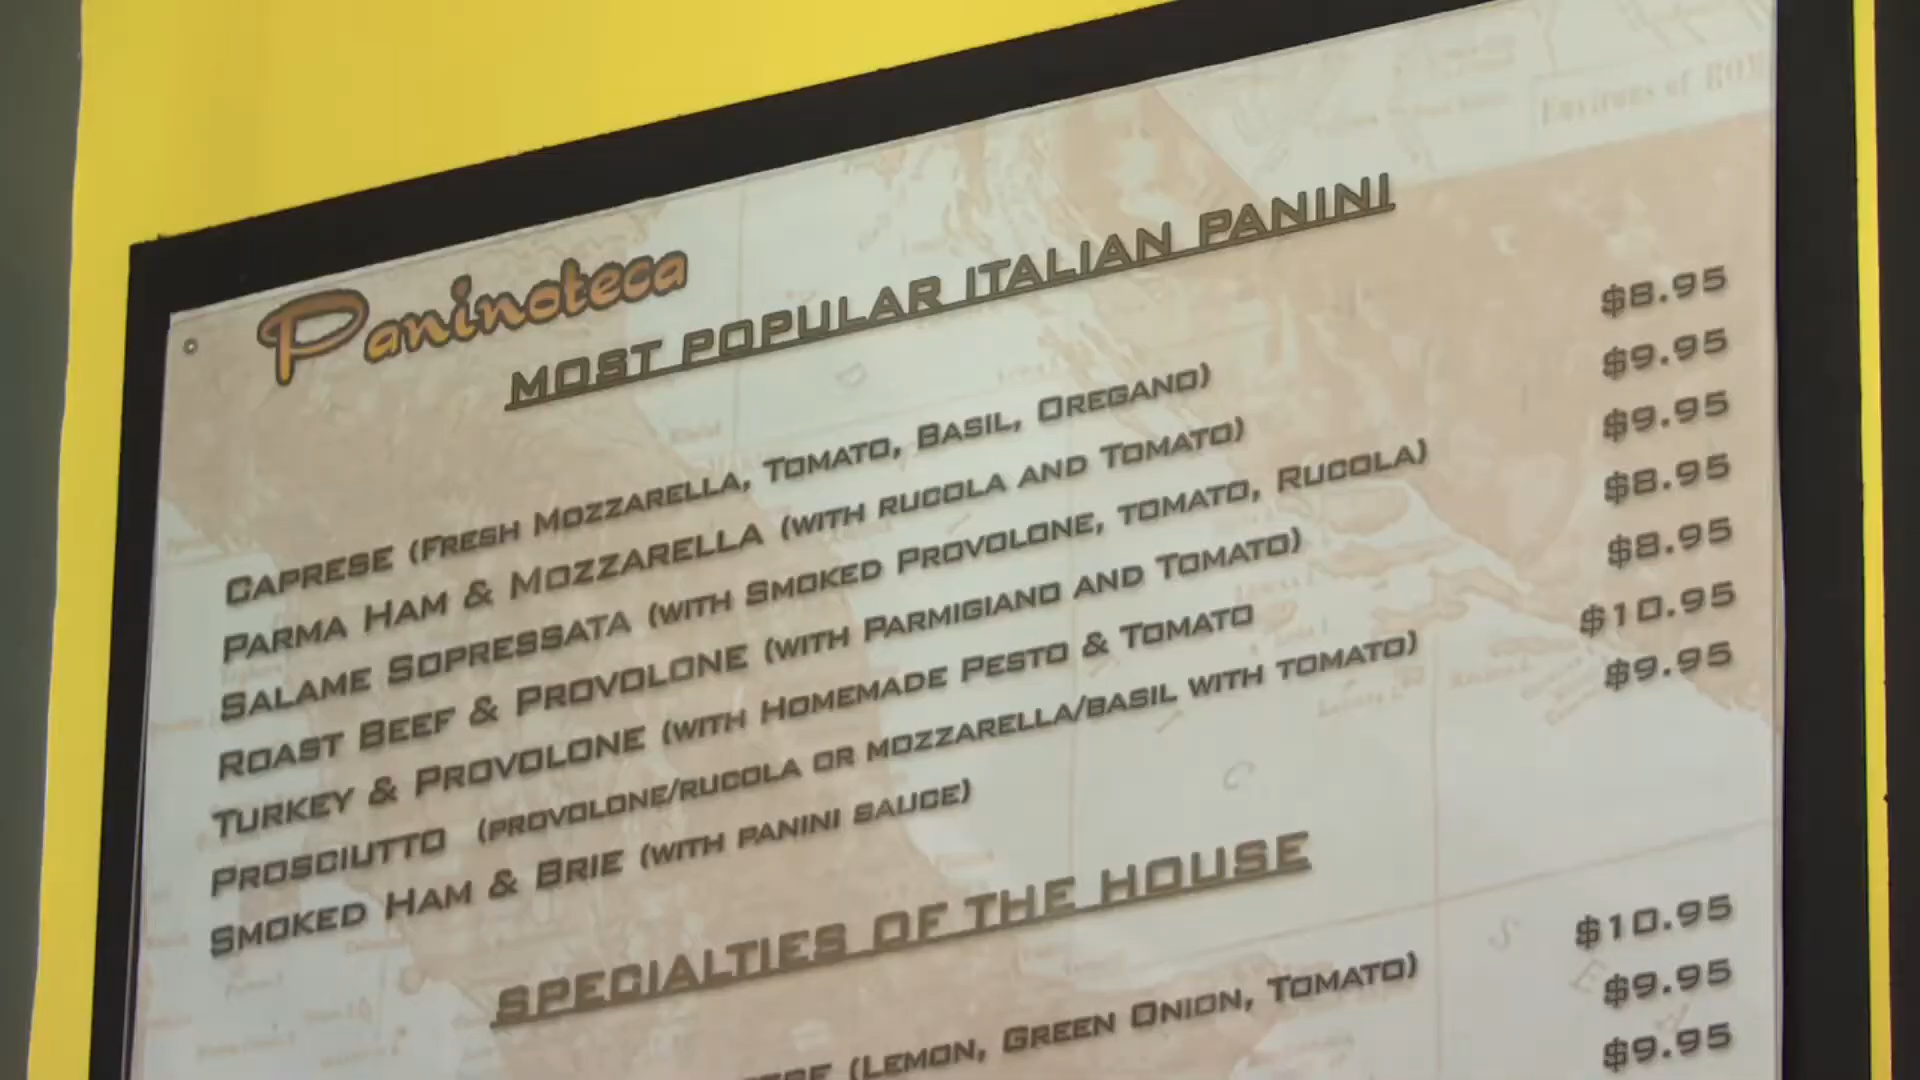 Paninoteca
MOST POPULAR ITALIAN PANINI
CAPRESE (FRESH MOZZARELLA, TOMATO, BASIL, OREGANO) $8.95
PARMA HAM & MOZZARELLA (WITH RUCOLA AND TOMATO) $9.95
SALAME SOPRESSATA (WITH SMOKED PROVOLONE, TOMATO, RUCOLA) $9.95
ROAST BEEF & PROVOLONE (WITH PARMIGIANO AND TOMATO) $8.95
TURKEY & PROVOLONE (WITH HOMEMADE PESTO & TOMATO $8.95
PROSCIUTTO (PROVOLONE/RUCOLA OR MOZZARELLA/BASIL WITH TOMATO) $10.95
SMOKED HAM & BRIE (WITH PANINI SAUCE) $9.95
SPECIALTIES OF THE HOUSE
(LEMON, GREEN ONION, TOMATO) $10.95
$9.95
$9.95
Environs of